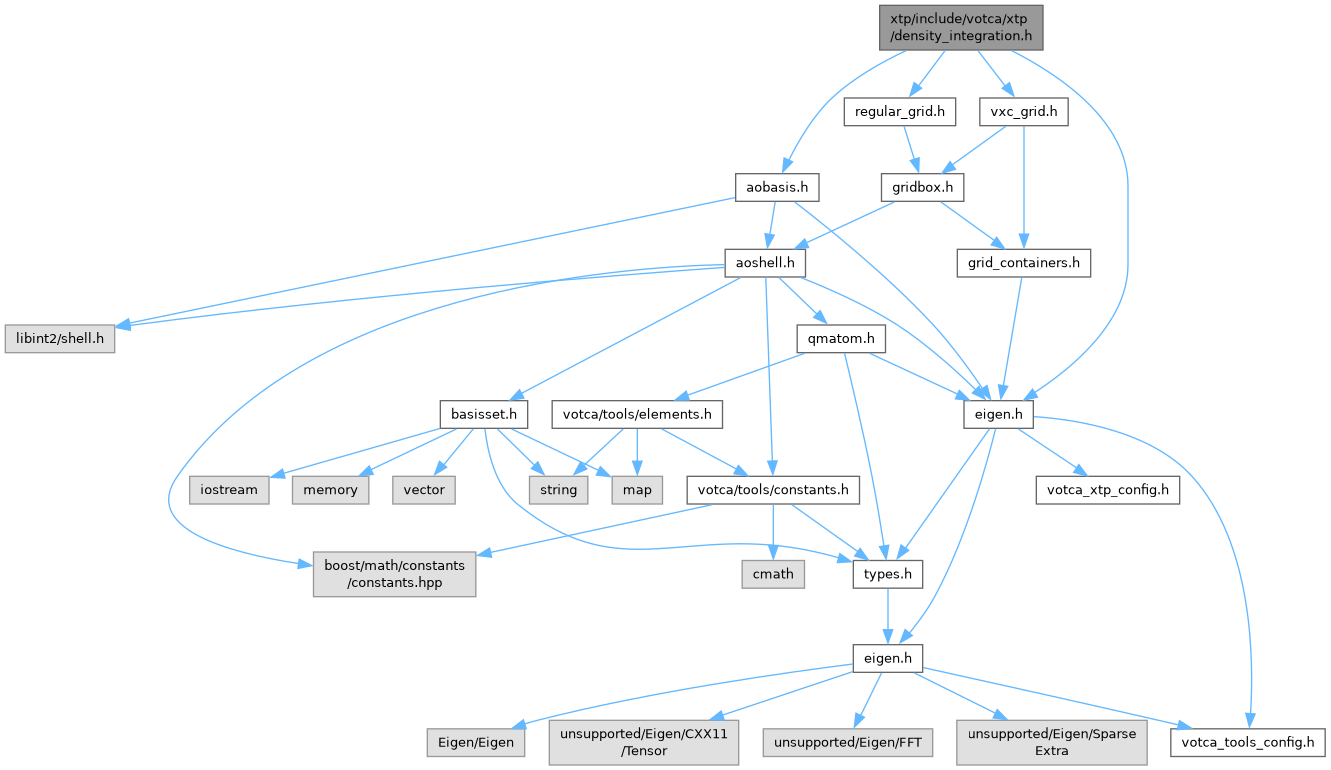 xtp/include/votca/xtp
/density_integration.h
regular_grid.h
vxc_grid.h
aobasis.h
gridbox.h
aoshell.h
grid_containers.h
libint2/shell.h
qmatom.h
basisset.h
votca/tools/elements.h
eigen.h
iostream
memory
vector
string
map
votca/tools/constants.h
votca_xtp_config.h
boost/math/constants
/constants.hpp
cmath
types.h
eigen.h
Eigen/Eigen
unsupported/Eigen/CXX11
/Tensor
unsupported/Eigen/FFT
unsupported/Eigen/Sparse
Extra
votca_tools_config.h